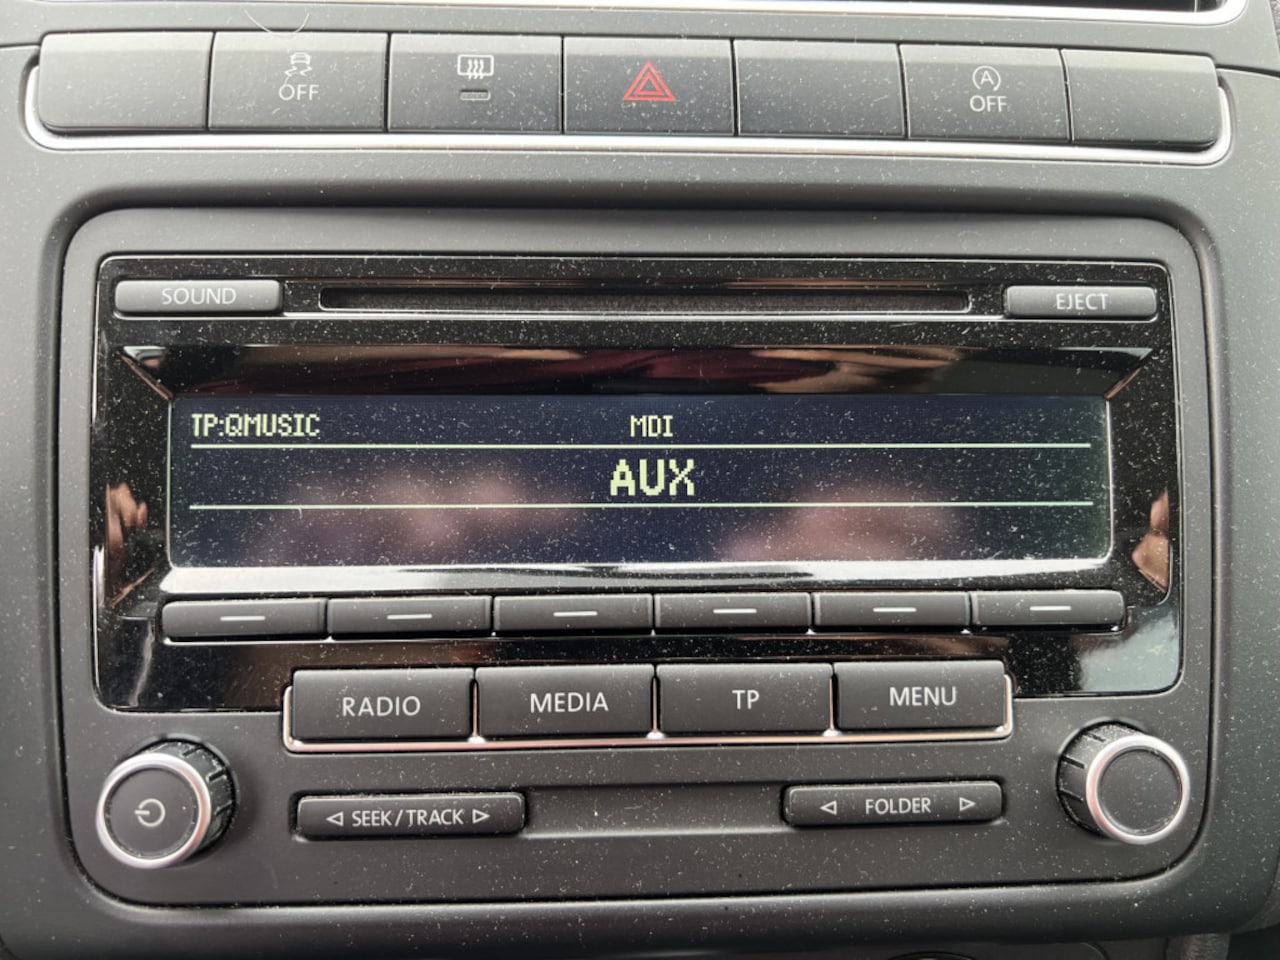 OFF
A
OFF
SOUND
EJECT
TP:QMUSIC
MDI
AUX
RADIO
MEDIA
TP
MENU
SEEK/TRACK
FOLDER